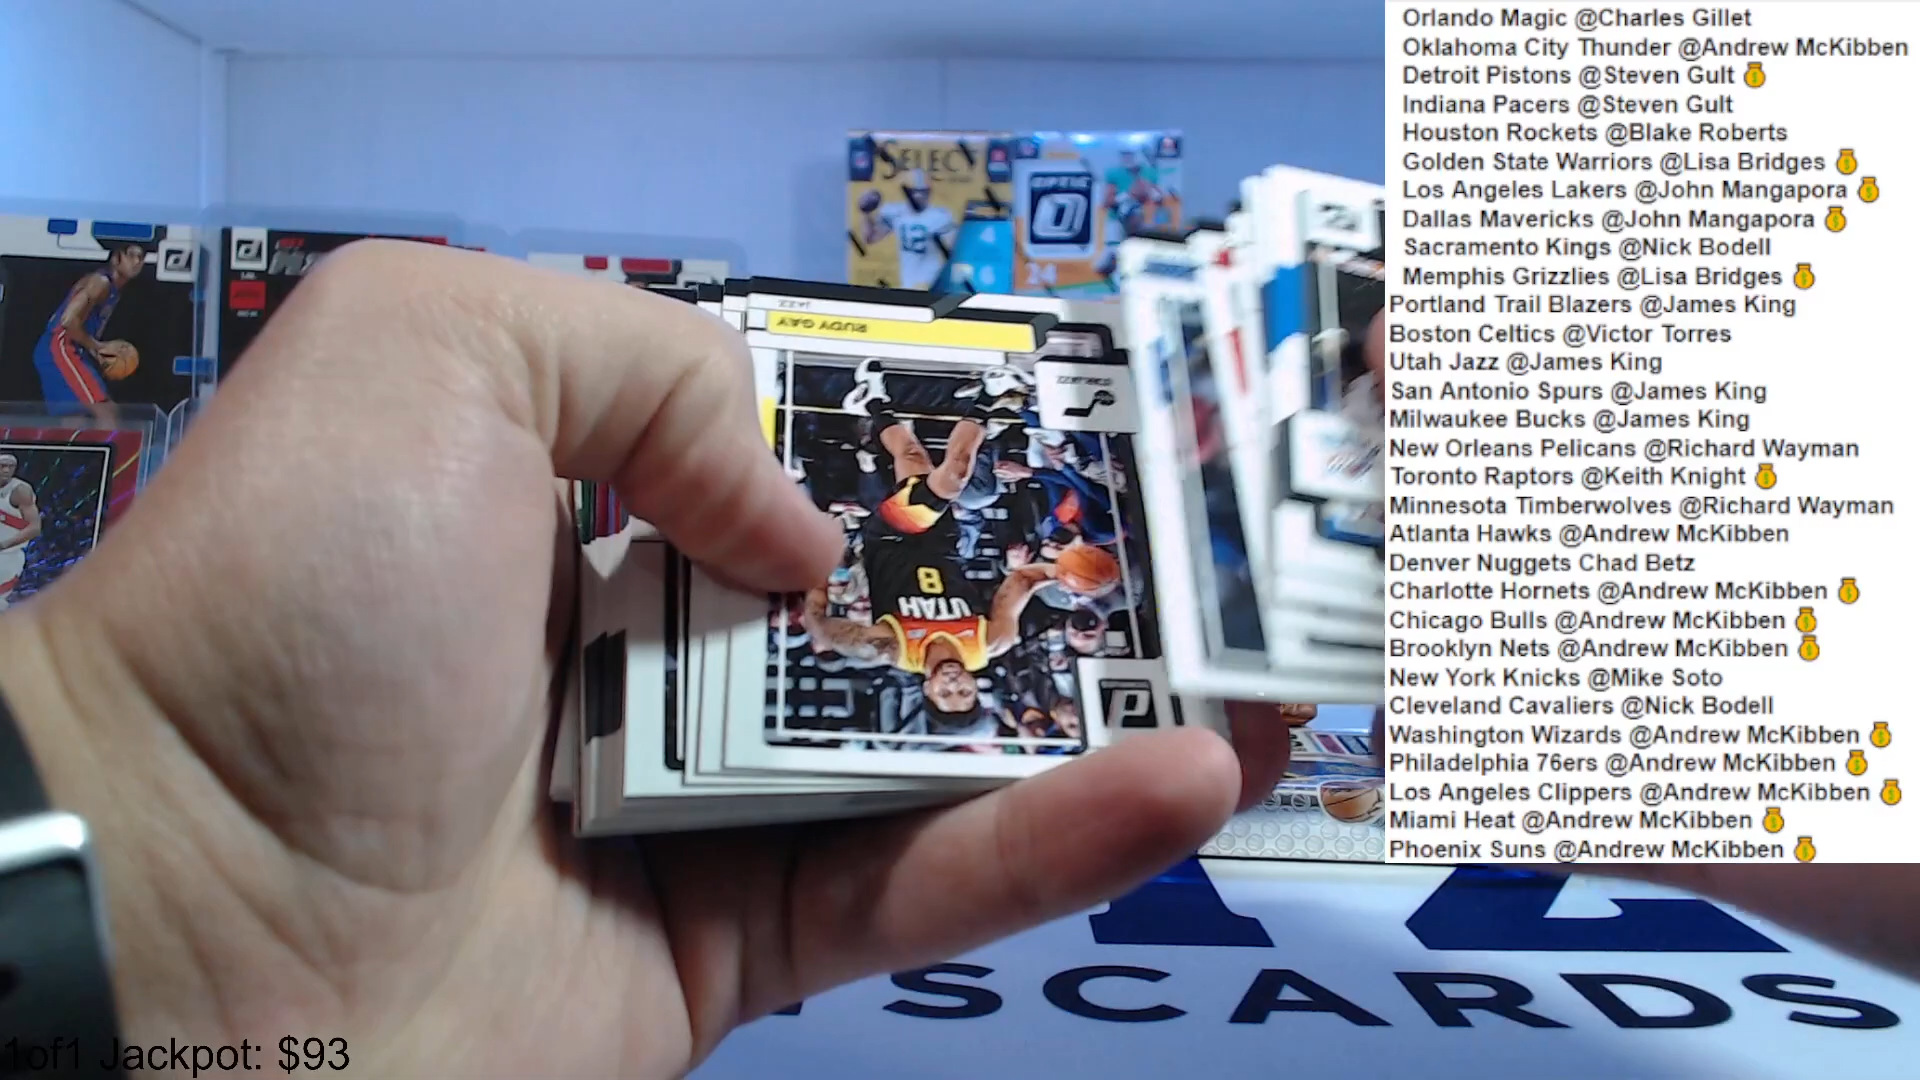 Orlando Magic @Charles Gillet
Oklahoma City Thunder @Andrew McKibben
Detroit Pistons @Steven Gult
Indiana Pacers @Steven Gult
Houston Rockets @Blake Roberts
Golden State Warriors @Lisa Bridges
Los Angeles Lakers @John Mangapora
Dallas Mavericks @John Mangapora
Sacramento Kings @Nick Bodell
Memphis Grizzlies @Lisa Bridges
Portland Trail Blazers @James King
Boston Celtics @Victor Torres
Utah Jazz @James King
San Antonio Spurs @James King
Milwaukee Bucks @James King
New Orleans Pelicans @Richard Wayman
Toronto Raptors @Keith Knight
Minnesota Timberwolves @Richard Wayman
Atlanta Hawks @Andrew McKibben
Denver Nuggets Chad Betz
Charlotte Hornets @Andrew McKibben
Chicago Bulls @Andrew McKibben
Brooklyn Nets @Andrew McKibben
New York Knicks @Mike Soto
Cleveland Cavaliers @Nick Bodell
Washington Wizards @Andrew McKibben
Philadelphia 76ers @Andrew McKibben
Los Angeles Clippers @Andrew McKibben
Miami Heat @Andrew McKibben
Phoenix Suns @Andrew McKibben
SELECT
OPTIC
12
24
JAZZ
RUDY GAY
8
UTAH
SCARDS
1of1 Jackpot: $93